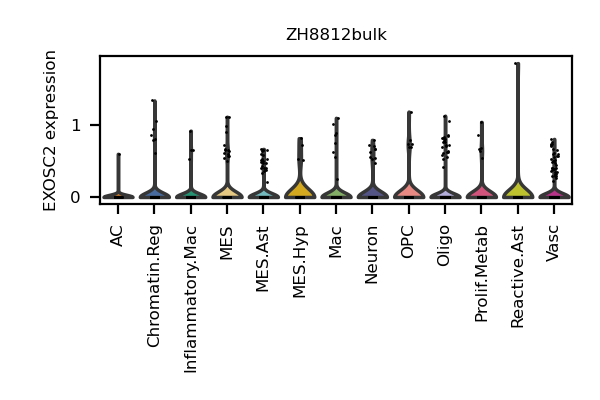 ZH8812bulk
EXOSC2 expression
1
0
AC
Chromatin.Reg
Inflammatory.Mac
MES
MES.Ast
MES.Hyp
Mac
Neuron
OPC
Oligo
Prolif.Metab
Reactive.Ast
Vasc